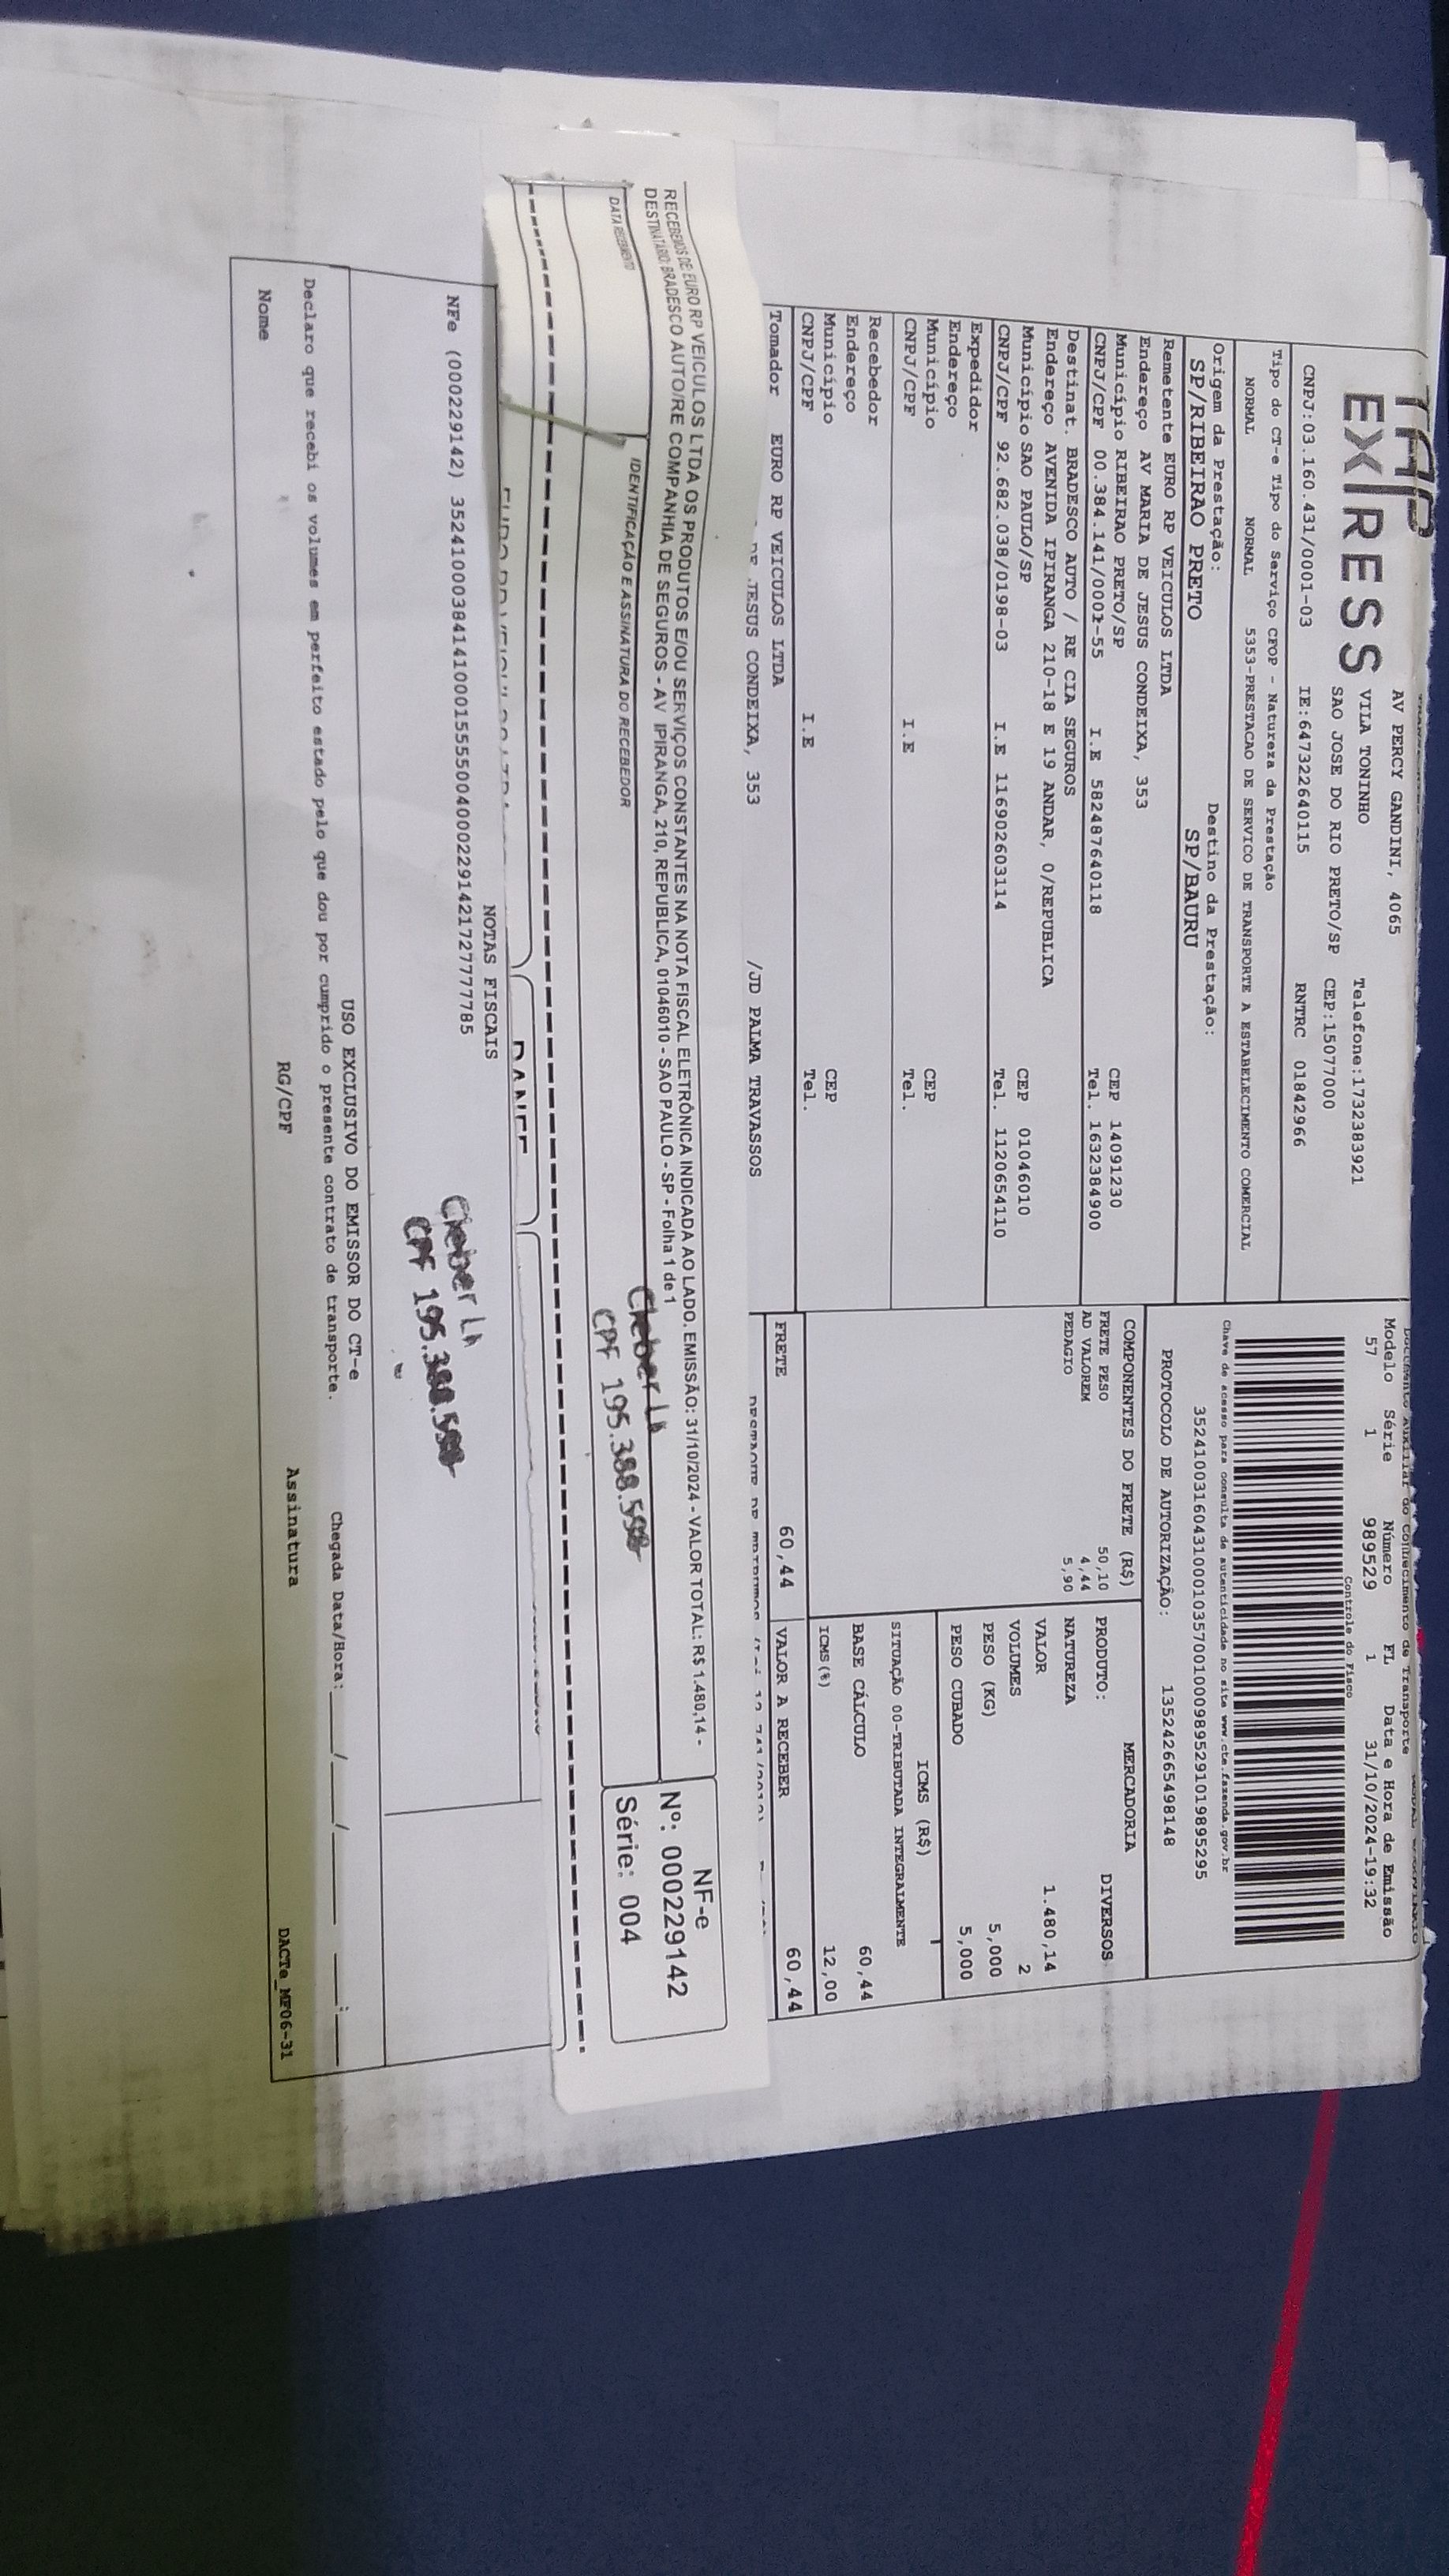 EXPRESS
AV PERCY GANDINI, 4065
VILA TONINHO
Telefone:1732383921
SAO JOSE DO RIO PRETO/SP CEP:15077000
CNPJ:03.160.431/0001-03 IE:647322640115 RNTRC 01842966
Tipo do CT-e Tipo do Serviço CFOP - Natureza da Prestação
NORMAL NORMAL 5353-PRESTACAO DE SERVICO DE TRANSPORTE A ESTABELECIMENTO COMERCIAL
Origem da Prestação: Destino da Prestação:
SP/RIBEIRAO PRETO SP/BAURU
Documento Auxiliar do Conhecimento de Transporte
Modelo Série Número FL Data e Hora de Emissão
57 1 989529 1 31/10/2024-19:32
Controle do Fisco
Chave de acesso para consulta de autenticidade no site www.cte.fazenda.gov.br
35241003160431000103570010009895291019895295
PROTOCOLO DE AUTORIZAÇÃO: 135242665498148
Remetente EURO RP VEICULOS LTDA
Endereço AV MARIA DE JESUS CONDEIXA, 353
Município RIBEIRAO PRETO/SP CEP 14091230
CNPJ/CPF 00.384.141/0001-55 I.E 582487640118 Tel. 1632384900
Destinat. BRADESCO AUTO / RE CIA SEGUROS
Endereço AVENIDA IPIRANGA 210-18 E 19 ANDAR, 0/REPUBLICA
Município SAO PAULO/SP CEP 01046010
CNPJ/CPF 92.682.038/0198-03 I.E 116902603114 Tel. 1120654110
Expedidor
Endereço
Município CEP
CNPJ/CPF I.E Tel.
Recebedor
Endereço
Município CEP
CNPJ/CPF I.E Tel.
Tomador EURO RP VEICULOS LTDA
DE JESUS CONDEIXA, 353 /JD PALMA TRAVASSOS
COMPONENTES DO FRETE (R$)
FRETE PESO 50,10
AD VALOREM 4,44
PEDAGIO 5,90
FRETE 60,44
MERCADORIA
PRODUTO: DIVERSOS
NATUREZA
VALOR 1.480,14
VOLUMES 2
PESO (KG) 5,000
PESO CUBADO 5,000
ICMS (R$)
SITUAÇÃO 00-TRIBUTADA INTEGRALMENTE
BASE CÁLCULO 60,44
ICMS(%) 12,00
VALOR A RECEBER 60,44
RECEBEMOS DE EURO RP VEICULOS LTDA OS PRODUTOS E/OU SERVIÇOS CONSTANTES NA NOTA FISCAL ELETRÔNICA INDICADA AO LADO. EMISSÃO: 31/10/2024 - VALOR TOTAL: R$ 1.480,14 -
DESTINATÁRIO: BRADESCO AUTO/RE COMPANHIA DE SEGUROS - AV IPIRANGA, 210, REPUBLICA, 01046010 - SAO PAULO - SP - Folha 1 de 1
DATA RECEBIMENTO IDENTIFICAÇÃO E ASSINATURA DO RECEBEDOR
Cleber
CPF 195.388.
NF-e
Nº: 000229142
Série: 004
DANFE
NOTAS FISCAIS
NFe (000229142) 35241000384141000155550040002291421727777785
Cleber
CPF 195.
USO EXCLUSIVO DO EMISSOR DO CT-e
Declaro que recebi os volumes em perfeito estado pelo que dou por cumprido o presente contrato de transporte. Chegada Data/Hora:
Nome RG/CPF Assinatura
DACTe_MF06-31